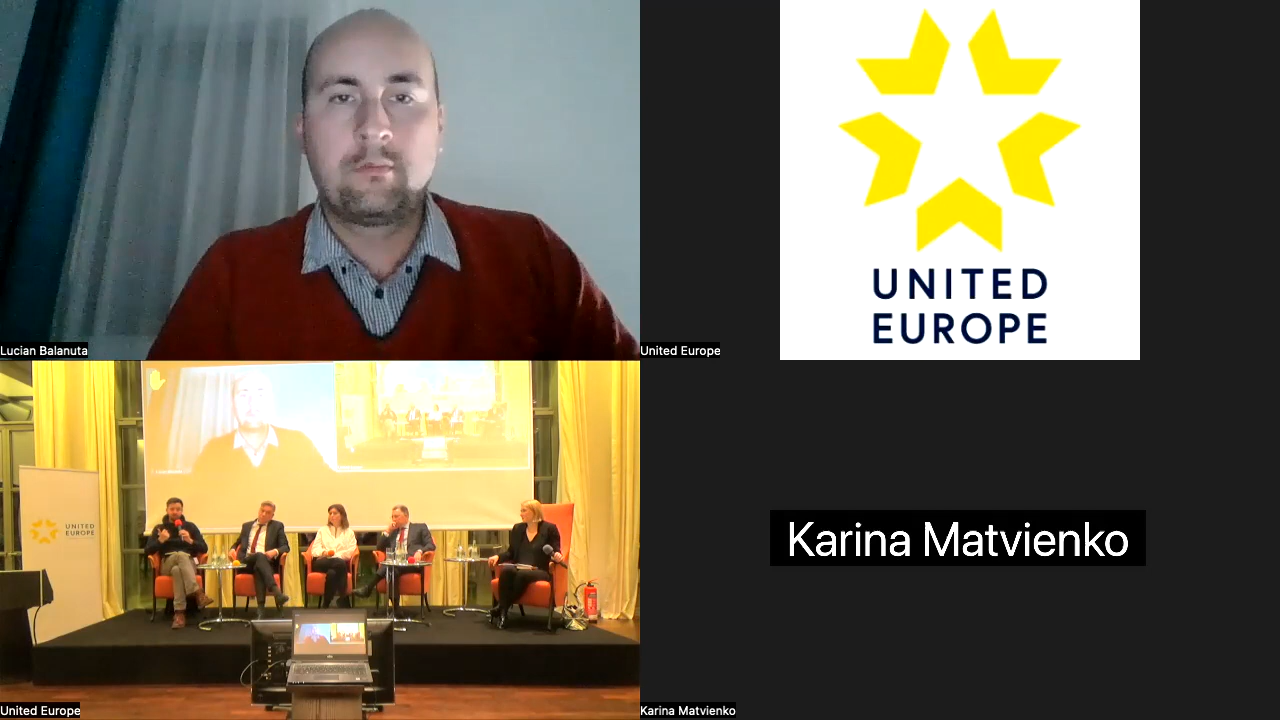 Lucian Balanuta
UNITED
EUROPE
United Europe
UNITED
EUROPE
United Europe
Karina Matvienko
Karina Matvienko